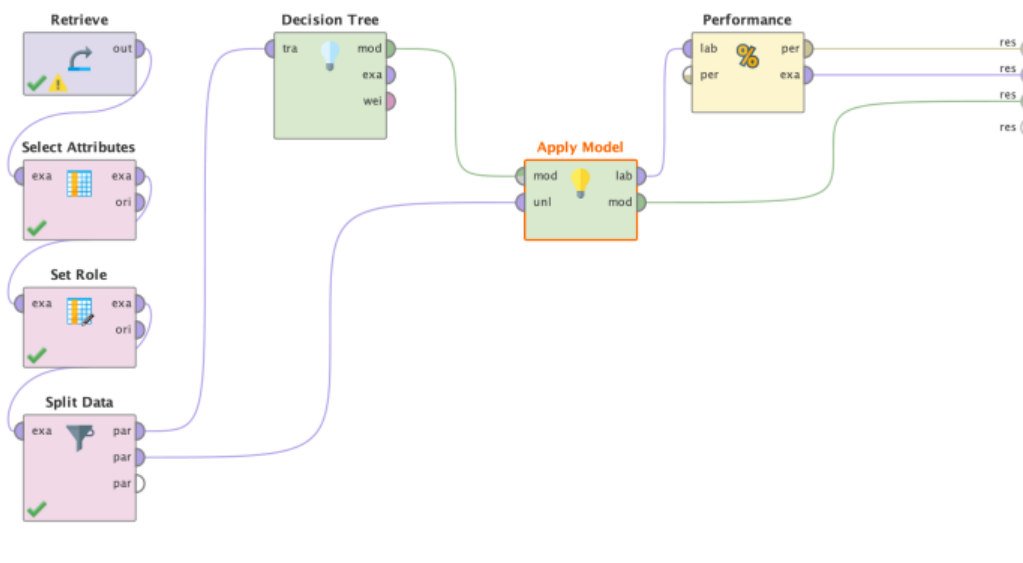 Retrieve
out
Select Attributes
exa exa
ori
Set Role
exa exa
ori
Split Data
exa par
par
par
Decision Tree
tra mod
exa
wei
Apply Model
mod lab
unl mod
Performance
lab per
per exa
res
res
res
res